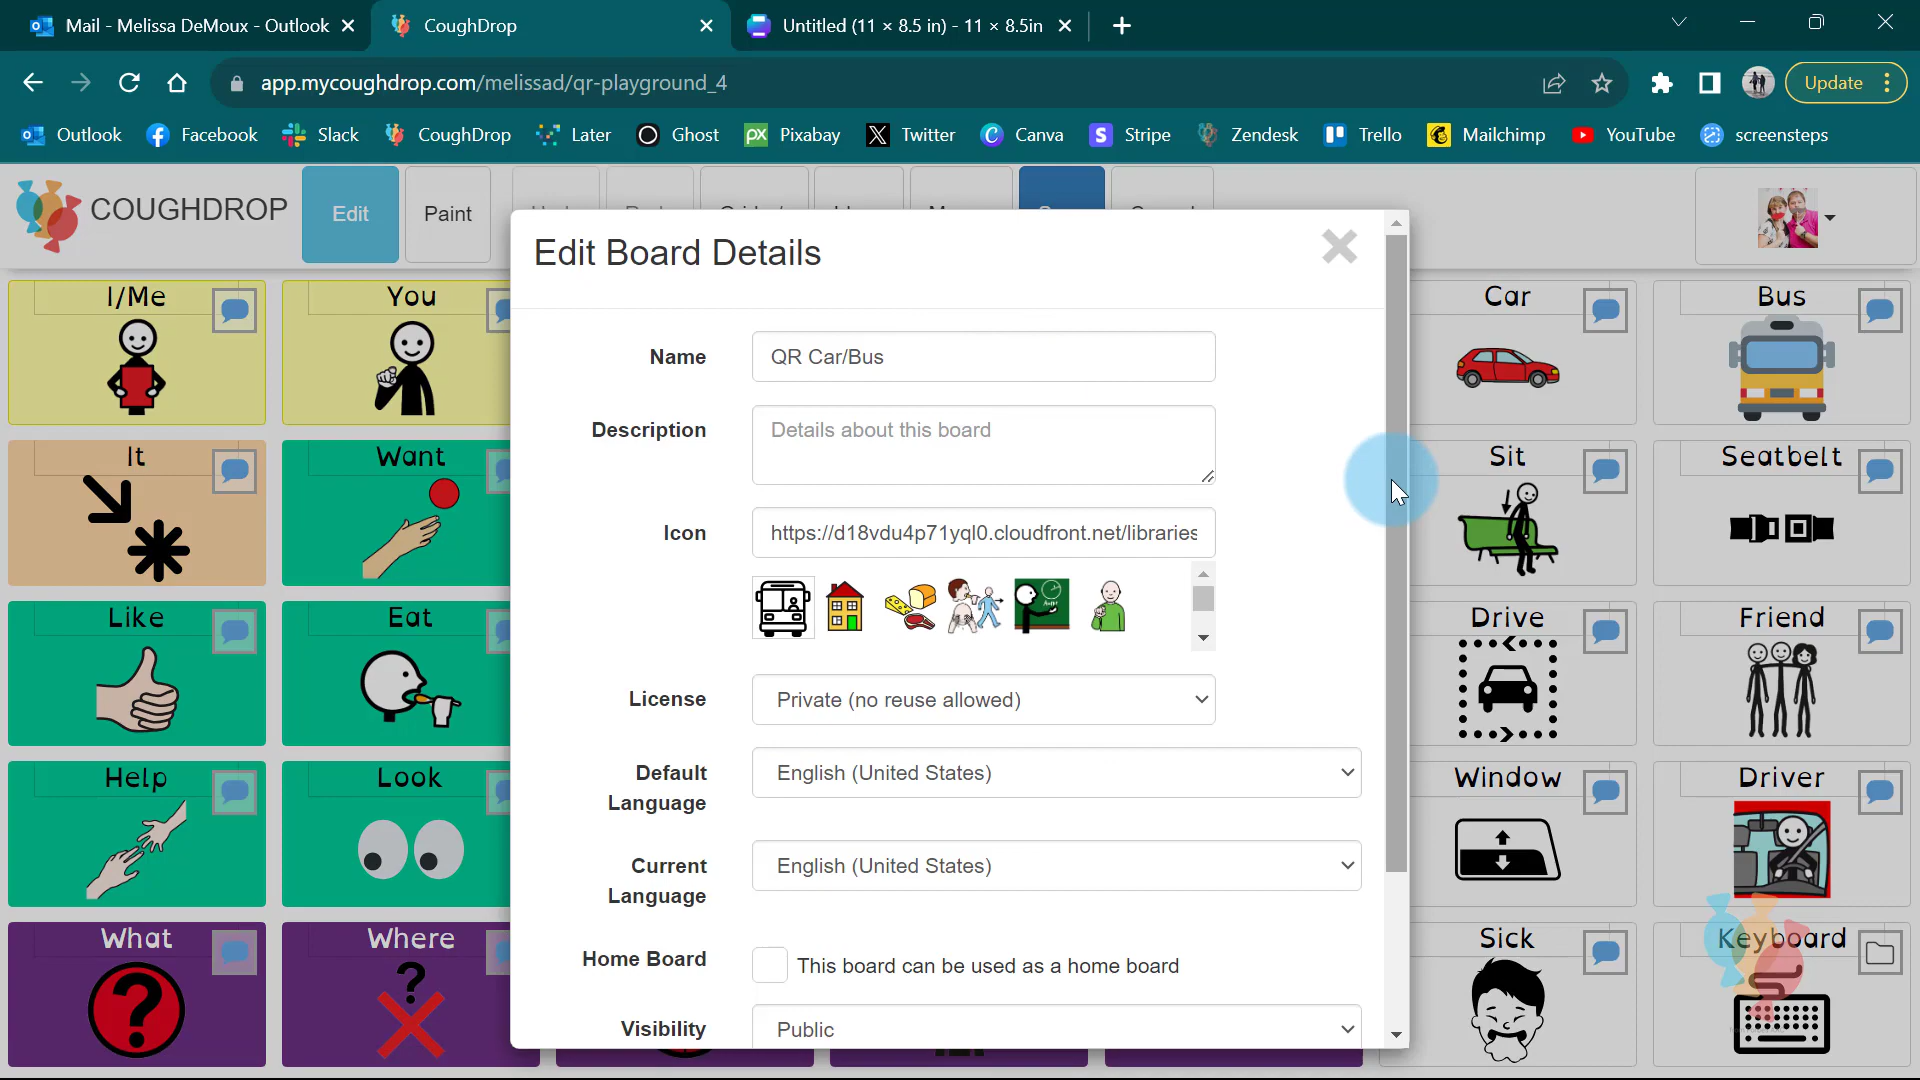 Mail - Melissa DeMoux - Outlook
CoughDrop
Untitled (11 × 8.5 in) - 11 × 8.5in
app.mycoughdrop.com/melissad/qr-playground_4
Update
Outlook
Facebook
Slack
CoughDrop
Later
Ghost
Pixabay
Twitter
Canva
Stripe
Zendesk
Trello
Mailchimp
YouTube
screensteps
COUGHDROP
Edit
Paint
Edit Board Details
Name
QR Car/Bus
Description
Details about this board
Icon
https://d18vdu4p71yql0.cloudfront.net/libraries
License
Private (no reuse allowed)
Default
Language
English (United States)
Current
Language
English (United States)
Home Board
This board can be used as a home board
Visibility
Public
I/Me
You
Car
Bus
It
Want
Sit
Seatbelt
Like
Eat
Drive
Friend
Help
Look
Window
Driver
What
Where
Sick
Keyboard